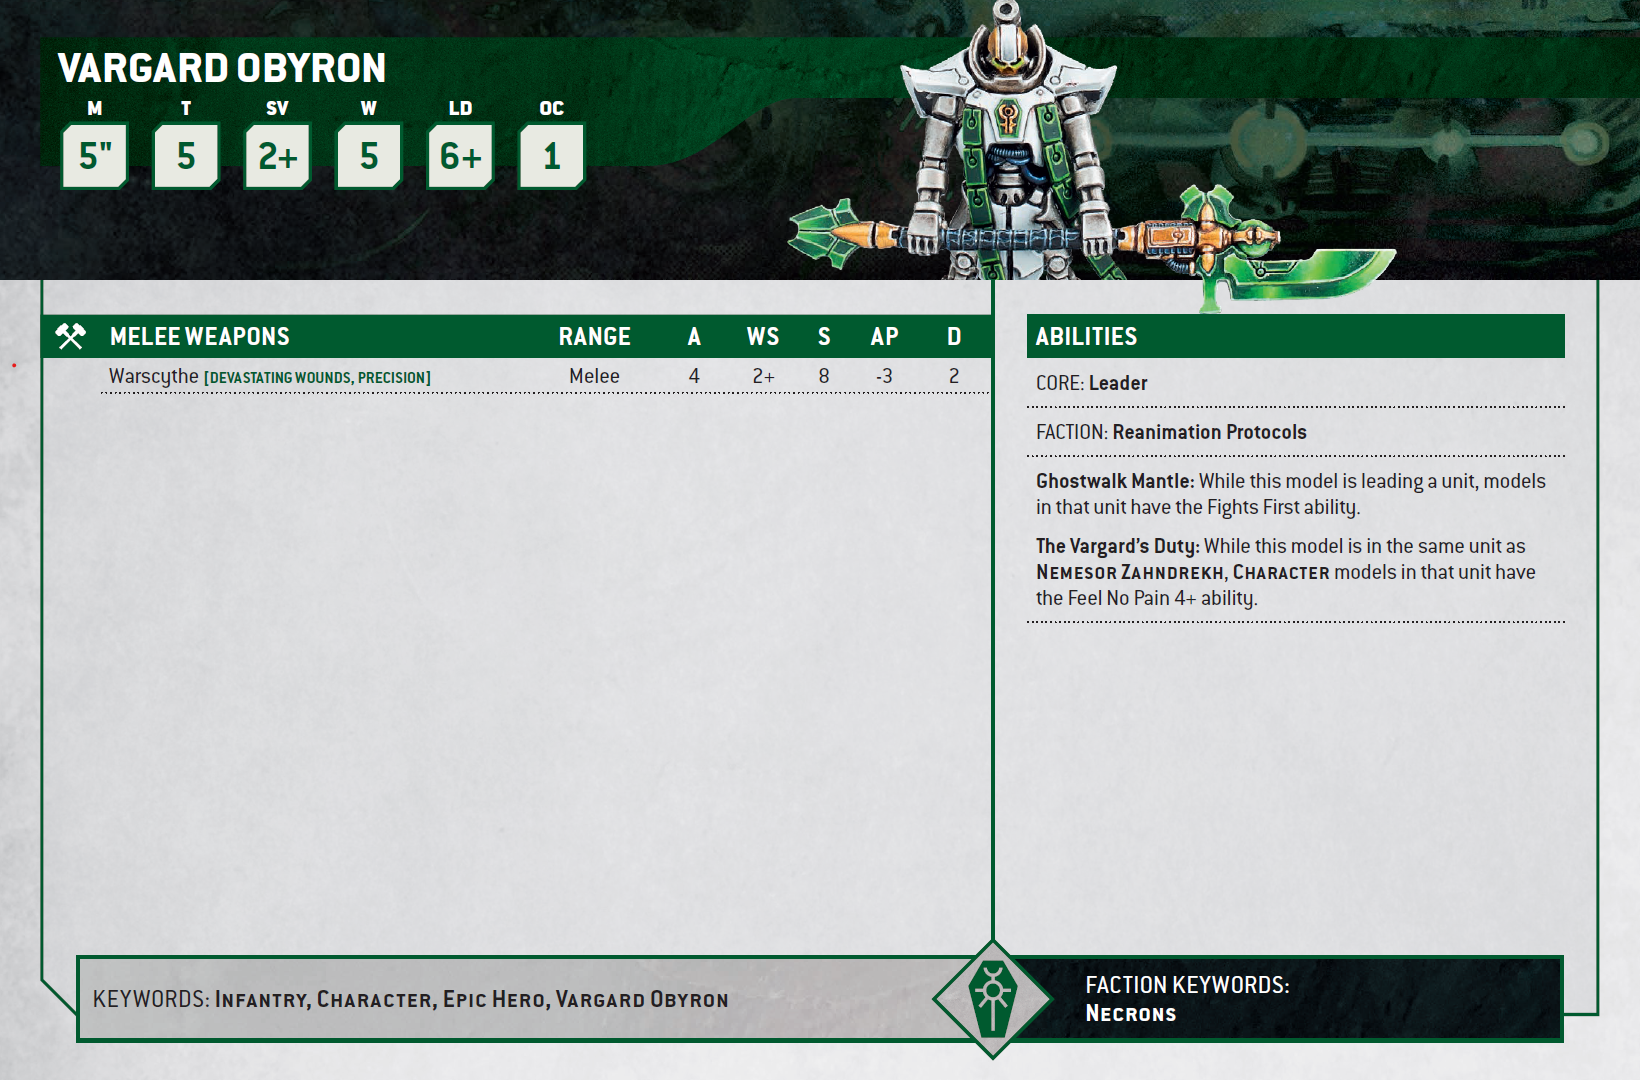 VARGARD OBYRON
M T SV W LD OC
5" 5 2+ 5 6+ 1
MELEE WEAPONS RANGE A WS S AP D
Warscythe [DEVASTATING WOUNDS, PRECISION] Melee 4 2+ 8 -3 2
ABILITIES
CORE: Leader
FACTION: Reanimation Protocols
Ghostwalk Mantle: While this model is leading a unit, models
in that unit have the Fights First ability.
The Vargard’s Duty: While this model is in the same unit as
NEMESOR ZAHNDREKH, CHARACTER models in that unit have
the Feel No Pain 4+ ability.
KEYWORDS: INFANTRY, CHARACTER, EPIC HERO, VARGARD OBYRON
FACTION KEYWORDS:
NECRONS